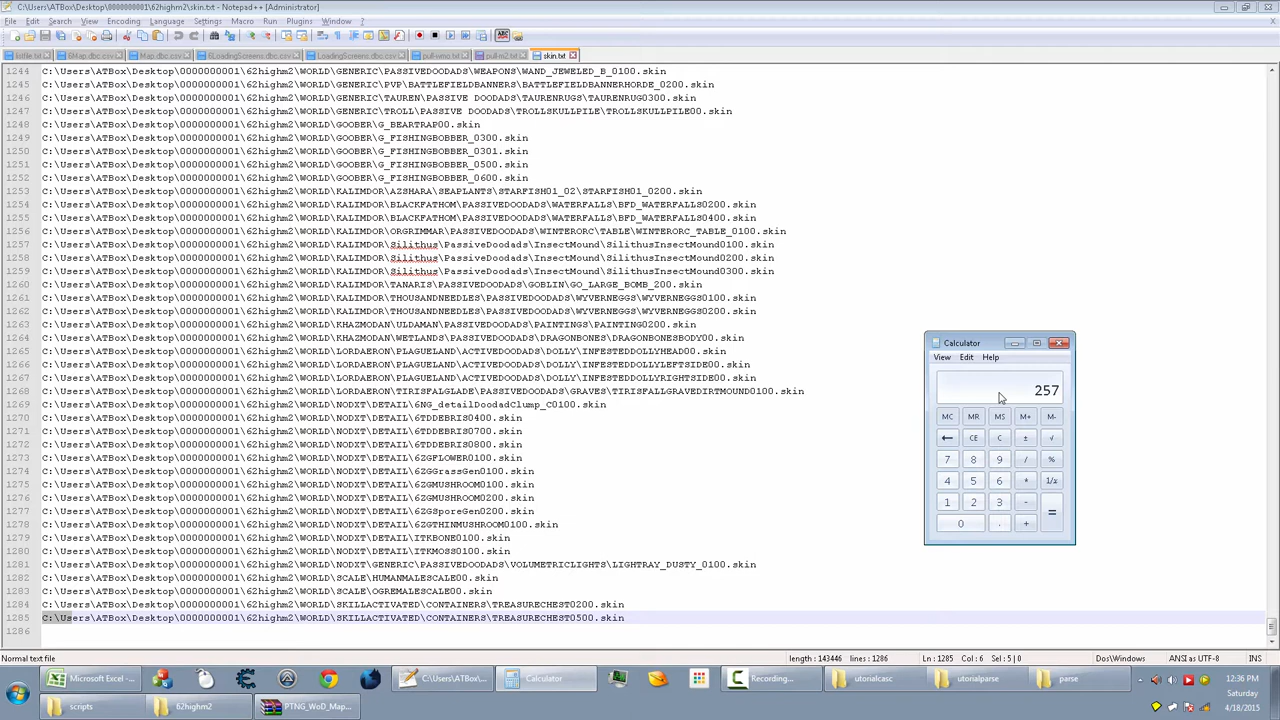 C:\Users\ATBox\Desktop\0000000001\62highm2\skin.txt - Notepad++ [Administrator]
File Edit Search View Encoding Language Settings Macro Run Plugins Window ?
listfile.txt 6Map.dbc.csv Map.dbc.csv 6LoadingScreens.dbc.csv LoadingScreens.dbc.csv pull-wmo.txt pull-m2.txt skin.txt
1244 C:\Users\ATBox\Desktop\0000000001\62highm2\WORLD\GENERIC\PASSIVEDOODADS\WEAPONS\WAND_JEWELED_B_0100.skin
1245 C:\Users\ATBox\Desktop\0000000001\62highm2\WORLD\GENERIC\PVP\BATTLEFIELDBANNERS\BATTLEFIELDBANNERHORDE_0200.skin
1246 C:\Users\ATBox\Desktop\0000000001\62highm2\WORLD\GENERIC\TAUREN\PASSIVE DOODADS\TAURENRUGS\TAURENRUG0300.skin
1247 C:\Users\ATBox\Desktop\0000000001\62highm2\WORLD\GENERIC\TROLL\PASSIVE DOODADS\TROLLSKULLPILE\TROLLSKULLPILE00.skin
1248 C:\Users\ATBox\Desktop\0000000001\62highm2\WORLD\GOOBER\G_BEARTRAP00.skin
1249 C:\Users\ATBox\Desktop\0000000001\62highm2\WORLD\GOOBER\G_FISHINGBOBBER_0300.skin
1250 C:\Users\ATBox\Desktop\0000000001\62highm2\WORLD\GOOBER\G_FISHINGBOBBER_0301.skin
1251 C:\Users\ATBox\Desktop\0000000001\62highm2\WORLD\GOOBER\G_FISHINGBOBBER_0500.skin
1252 C:\Users\ATBox\Desktop\0000000001\62highm2\WORLD\GOOBER\G_FISHINGBOBBER_0600.skin
1253 C:\Users\ATBox\Desktop\0000000001\62highm2\WORLD\KALIMDOR\AZSHARA\SEAPLANTS\STARFISH01_02\STARFISH01_0200.skin
1254 C:\Users\ATBox\Desktop\0000000001\62highm2\WORLD\KALIMDOR\BLACKFATHOM\PASSIVEDOODADS\WATERFALLS\BFD_WATERFALLS0200.skin
1255 C:\Users\ATBox\Desktop\0000000001\62highm2\WORLD\KALIMDOR\BLACKFATHOM\PASSIVEDOODADS\WATERFALLS\BFD_WATERFALLS0400.skin
1256 C:\Users\ATBox\Desktop\0000000001\62highm2\WORLD\KALIMDOR\ORGRIMMAR\PASSIVEDOODADS\WINTERORC\TABLE\WINTERORC_TABLE_0100.skin
1257 C:\Users\ATBox\Desktop\0000000001\62highm2\WORLD\KALIMDOR\Silithus\PassiveDoodads\InsectMound\SilithusInsectMound0100.skin
1258 C:\Users\ATBox\Desktop\0000000001\62highm2\WORLD\KALIMDOR\Silithus\PassiveDoodads\InsectMound\SilithusInsectMound0200.skin
1259 C:\Users\ATBox\Desktop\0000000001\62highm2\WORLD\KALIMDOR\Silithus\PassiveDoodads\InsectMound\SilithusInsectMound0300.skin
1260 C:\Users\ATBox\Desktop\0000000001\62highm2\WORLD\KALIMDOR\TANARIS\PASSIVEDOODADS\GOBLIN\GO_LARGE_BOMB_200.skin
1261 C:\Users\ATBox\Desktop\0000000001\62highm2\WORLD\KALIMDOR\THOUSANDNEEDLES\PASSIVEDOODADS\WYVERNEGGS\WYVERNEGGS0100.skin
1262 C:\Users\ATBox\Desktop\0000000001\62highm2\WORLD\KALIMDOR\THOUSANDNEEDLES\PASSIVEDOODADS\WYVERNEGGS\WYVERNEGGS0200.skin
1263 C:\Users\ATBox\Desktop\0000000001\62highm2\WORLD\KHAZMODAN\ULDAMAN\PASSIVEDOODADS\PAINTINGS\PAINTING0200.skin
1264 C:\Users\ATBox\Desktop\0000000001\62highm2\WORLD\KHAZMODAN\WETLANDS\PASSIVEDOODADS\DRAGONBONES\DRAGONBONESBODY00.skin
1265 C:\Users\ATBox\Desktop\0000000001\62highm2\WORLD\LORDAERON\PLAGUELAND\ACTIVEDOODADS\DOLLY\INFESTEDDOLLYHEAD00.skin
1266 C:\Users\ATBox\Desktop\0000000001\62highm2\WORLD\LORDAERON\PLAGUELAND\ACTIVEDOODADS\DOLLY\INFESTEDDOLLYLEFTSIDE00.skin
1267 C:\Users\ATBox\Desktop\0000000001\62highm2\WORLD\LORDAERON\PLAGUELAND\ACTIVEDOODADS\DOLLY\INFESTEDDOLLYRIGHTSIDE00.skin
1268 C:\Users\ATBox\Desktop\0000000001\62highm2\WORLD\LORDAERON\TIRISFALGLADE\PASSIVEDOODADS\GRAVES\TIRISFALLGRAVEDIRTMOUND0100.skin
1269 C:\Users\ATBox\Desktop\0000000001\62highm2\WORLD\NODXT\DETAIL\6NG_detailDoodadClump_C0100.skin
1270 C:\Users\ATBox\Desktop\0000000001\62highm2\WORLD\NODXT\DETAIL\6TDDEBRIS0400.skin
1271 C:\Users\ATBox\Desktop\0000000001\62highm2\WORLD\NODXT\DETAIL\6TDDEBRIS0700.skin
1272 C:\Users\ATBox\Desktop\0000000001\62highm2\WORLD\NODXT\DETAIL\6TDDEBRIS0800.skin
1273 C:\Users\ATBox\Desktop\0000000001\62highm2\WORLD\NODXT\DETAIL\6ZGFLOWER0100.skin
1274 C:\Users\ATBox\Desktop\0000000001\62highm2\WORLD\NODXT\DETAIL\6ZGGrassGen0100.skin
1275 C:\Users\ATBox\Desktop\0000000001\62highm2\WORLD\NODXT\DETAIL\6ZGMUSHROOM0100.skin
1276 C:\Users\ATBox\Desktop\0000000001\62highm2\WORLD\NODXT\DETAIL\6ZGMUSHROOM0200.skin
1277 C:\Users\ATBox\Desktop\0000000001\62highm2\WORLD\NODXT\DETAIL\6ZGSporeGen0200.skin
1278 C:\Users\ATBox\Desktop\0000000001\62highm2\WORLD\NODXT\DETAIL\6ZGTHINMUSHROOM0100.skin
1279 C:\Users\ATBox\Desktop\0000000001\62highm2\WORLD\NODXT\DETAIL\ITKBONE0100.skin
1280 C:\Users\ATBox\Desktop\0000000001\62highm2\WORLD\NODXT\DETAIL\ITKMOSS0100.skin
1281 C:\Users\ATBox\Desktop\0000000001\62highm2\WORLD\NODXT\GENERIC\PASSIVEDOODADS\VOLUMETRICLIGHTS\LIGHTRAY_DUSTY_0100.skin
1282 C:\Users\ATBox\Desktop\0000000001\62highm2\WORLD\SCALE\HUMANMALESCALE00.skin
1283 C:\Users\ATBox\Desktop\0000000001\62highm2\WORLD\SCALE\OGREMALESCALE00.skin
1284 C:\Users\ATBox\Desktop\0000000001\62highm2\WORLD\SKILLACTIVATED\CONTAINERS\TREASURECHEST0200.skin
1285 C:\Users\ATBox\Desktop\0000000001\62highm2\WORLD\SKILLACTIVATED\CONTAINERS\TREASURECHEST0500.skin
1286
Calculator
View Edit Help
257
MC MR MS M+ M-
← CE C ± √
7 8 9 / %
4 5 6 * 1/x
1 2 3 - =
0 . +
Normal text file length : 143446 lines : 1286 Ln : 1285 Col : 6 Sel : 5 | 0 Dos\Windows ANSI as UTF-8 INS
Microsoft Excel - ... C:\Users\ATBox\De... Calculator Recording... utorialcasc utorialparse parse
12:36 PM
Saturday
scripts 62highm2 PTNG_WoD_Map...
4/18/2015